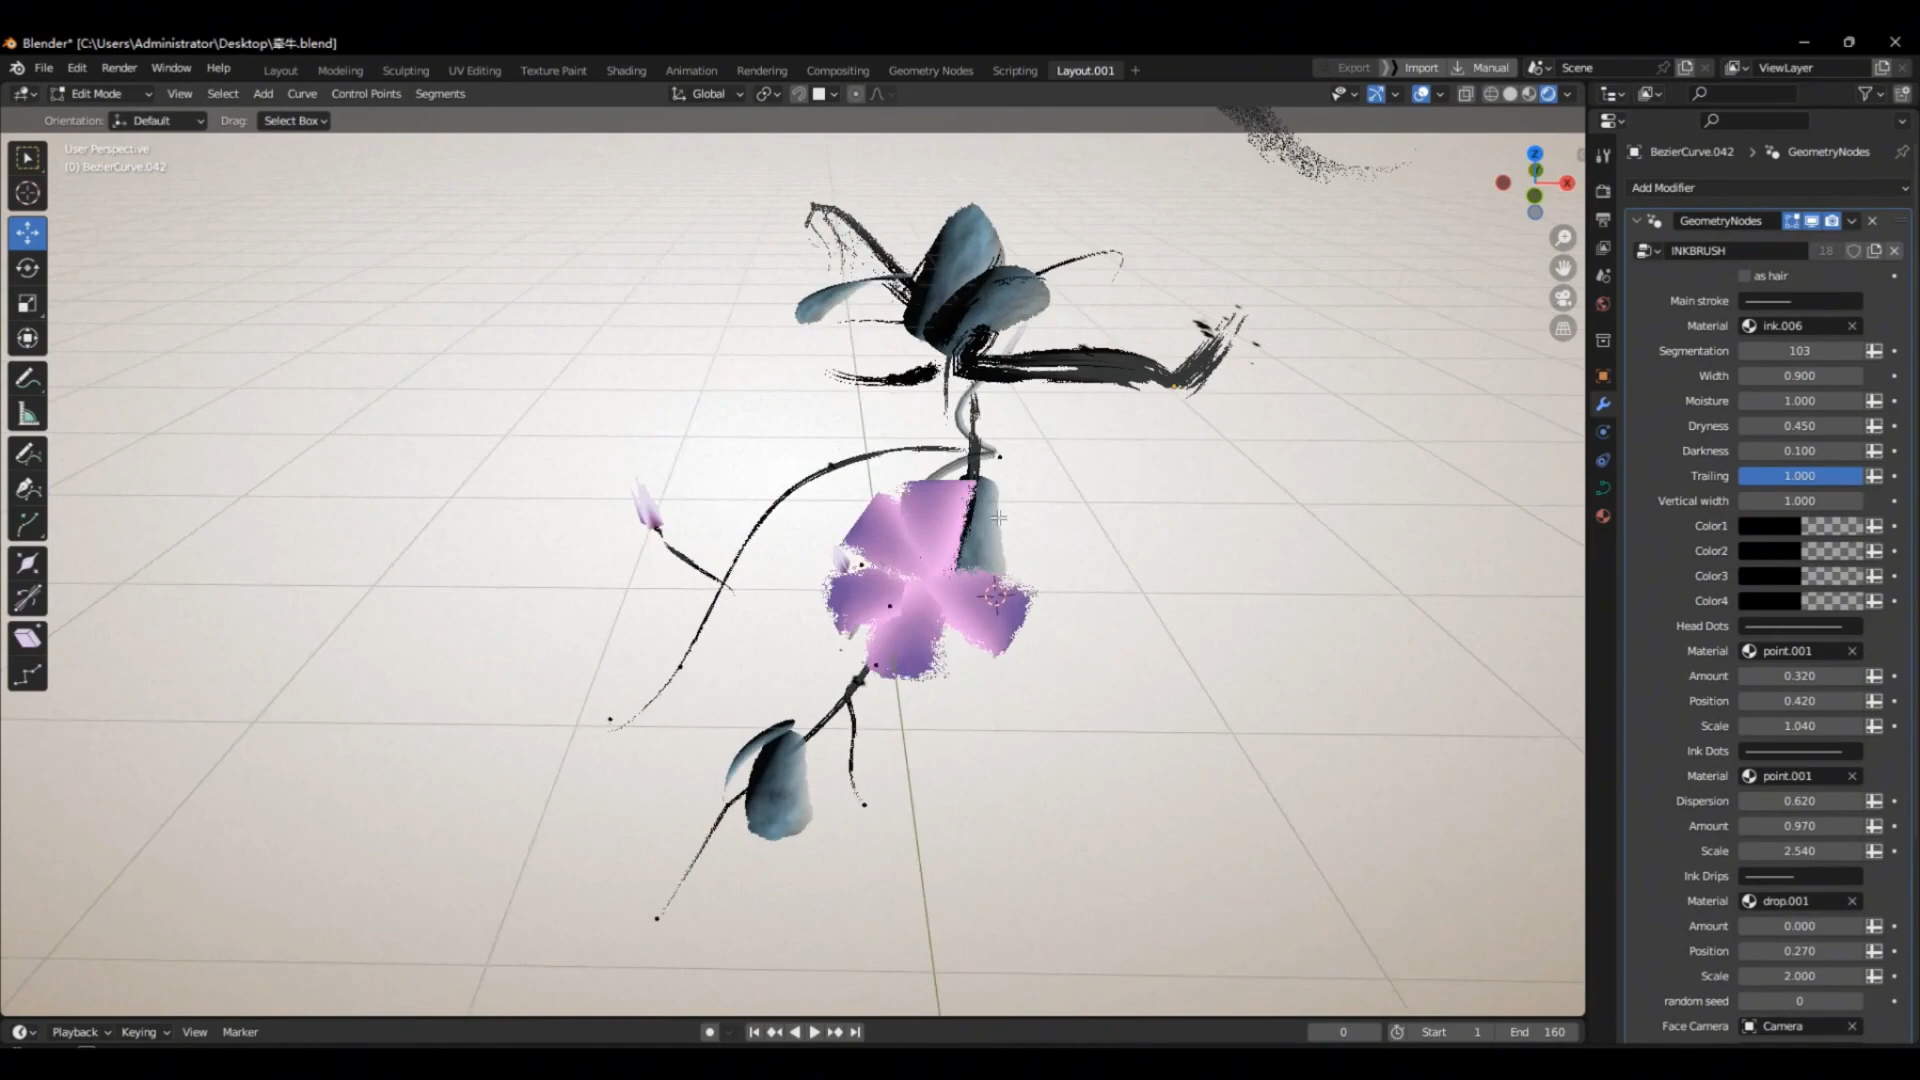 Blender* [C:\Users\Administrator\Desktop\牵牛.blend]
File Edit Render Window Help
Layout Modeling Sculpting UV Editing Texture Paint Shading Animation Rendering Compositing Geometry Nodes Scripting Layout.001 +
Export Import Manual Scene ViewLayer
Edit Mode View Select Add Curve Control Points Segments Global
Orientation: Default Drag: Select Box
User Perspective
(0) BezierCurve.042
Z
Y
X
BezierCurve.042 GeometryNodes
Add Modifier
GeometryNodes
INKBRUSH 18
as hair
Main stroke
Material ink.006
Segmentation 103
Width 0.900
Moisture 1.000
Dryness 0.450
Darkness 0.100
Trailing 1.000
Vertical width 1.000
Color1
Color2
Color3
Color4
Head Dots
Material point.001
Amount 0.320
Position 0.420
Scale 1.040
Ink Dots
Material point.001
Dispersion 0.620
Amount 0.970
Scale 2.540
Ink Drips
Material drop.001
Amount 0.000
Position 0.270
Scale 2.000
random seed 0
Face Camera Camera
Playback Keying View Marker 0 Start 1 End 160